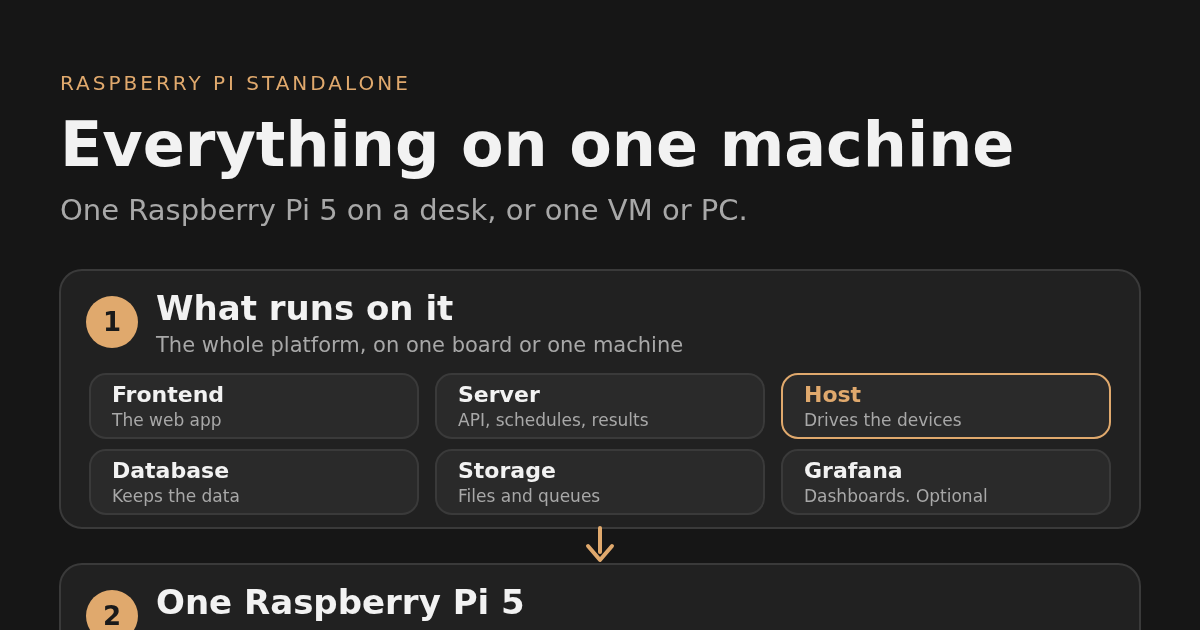 RASPBERRY PI STANDALONE
Everything on one machine
One Raspberry Pi 5 on a desk, or one VM or PC.
1
What runs on it
The whole platform, on one board or one machine
Frontend
The web app
Server
API, schedules, results
Host
Drives the devices
Database
Keeps the data
Storage
Files and queues
Grafana
Dashboards. Optional
2
One Raspberry Pi 5